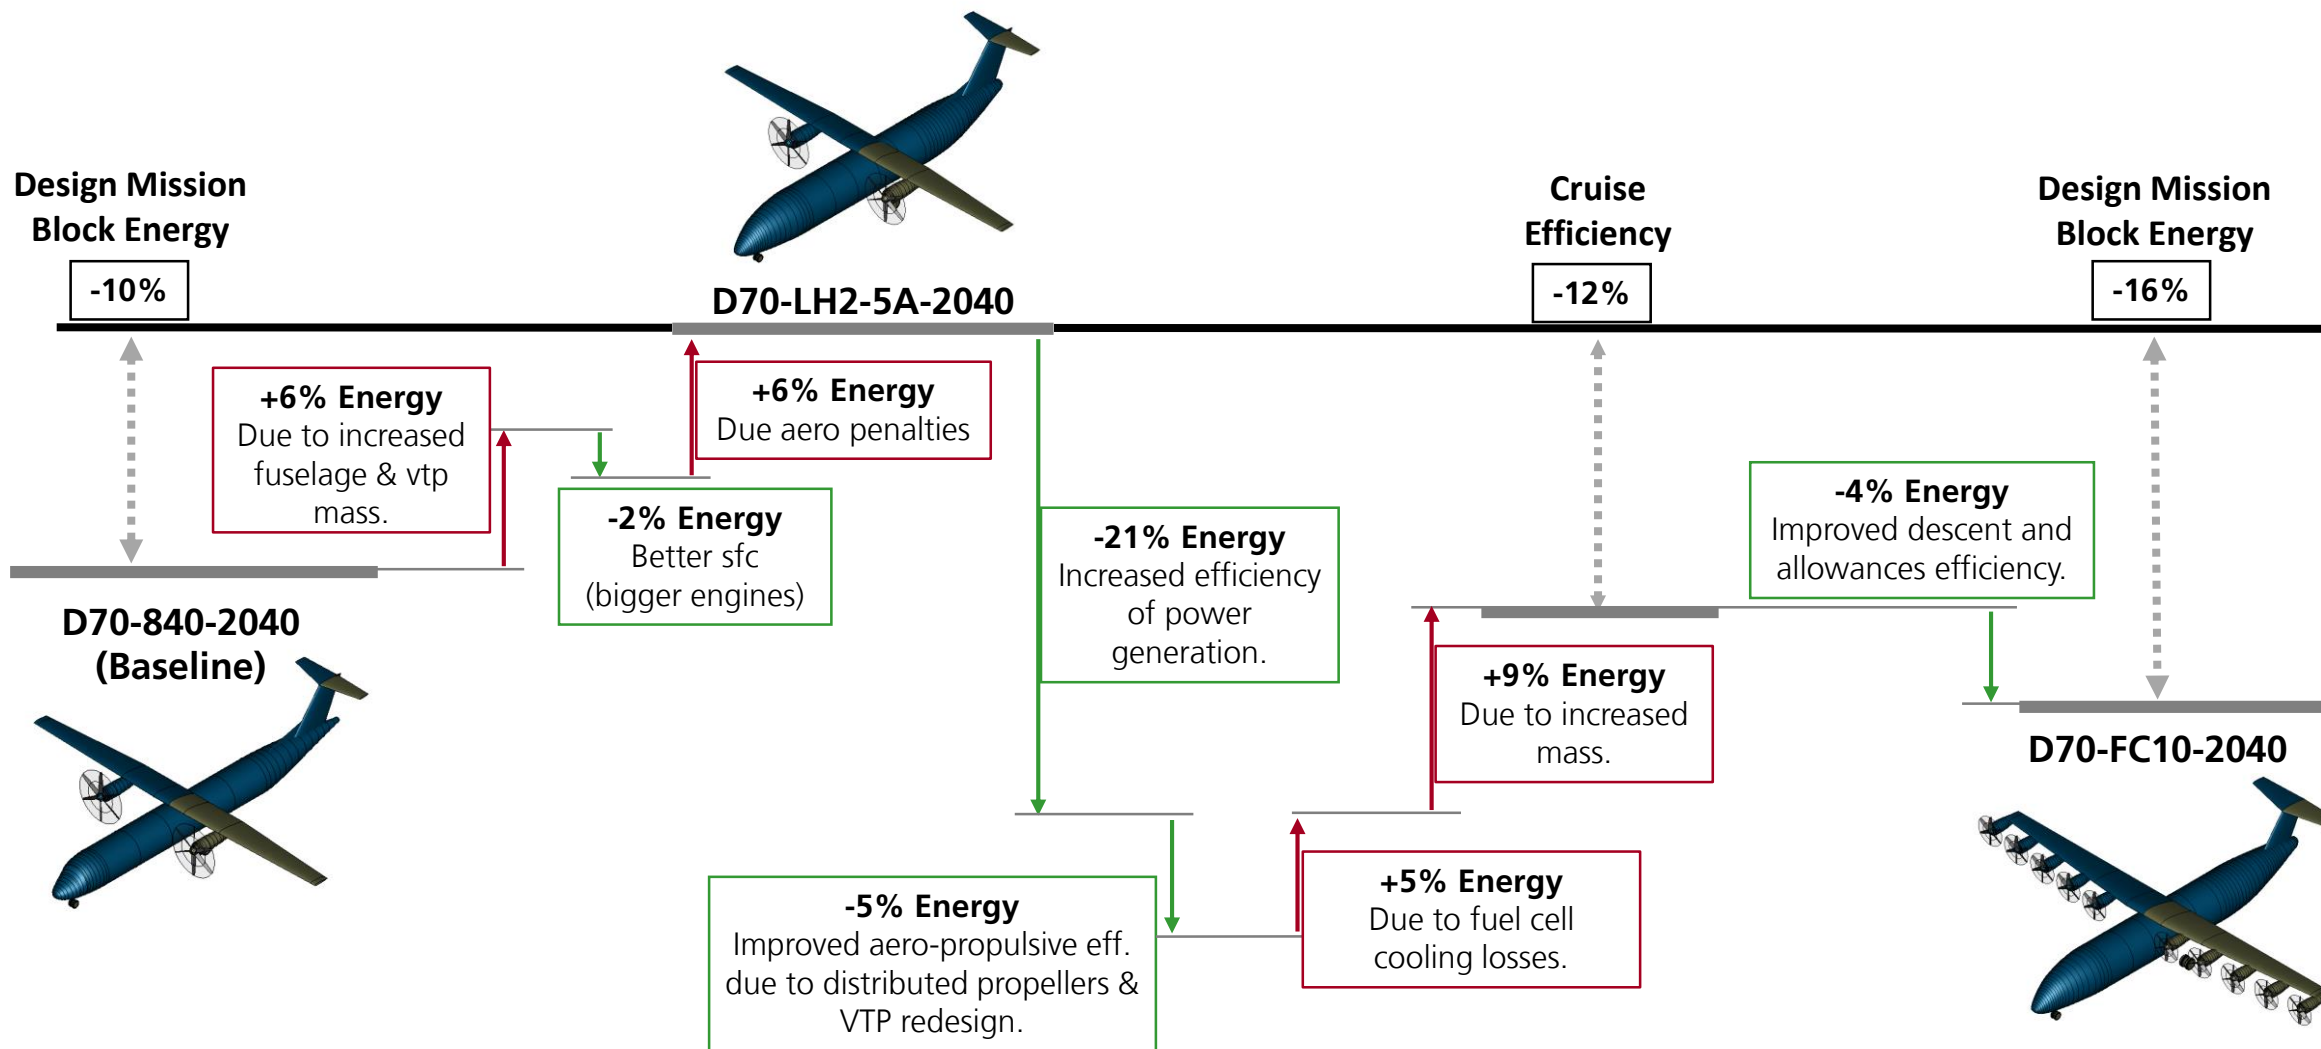 Design Mission
Block Energy
-10%
D70-LH2-5A-2040
Cruise
Efficiency
-12%
Design Mission
Block Energy
-16%
+6% Energy
Due to increased
fuselage & vtp
mass.
+6% Energy
Due aero penalties
-2% Energy
Better sfc
(bigger engines)
D70-840-2040
(Baseline)
-21% Energy
Increased efficiency
of power
generation.
-4% Energy
Improved descent and
allowances efficiency.
+9% Energy
Due to increased
mass.
D70-FC10-2040
-5% Energy
Improved aero-propulsive eff.
due to distributed propellers &
VTP redesign.
+5% Energy
Due to fuel cell
cooling losses.